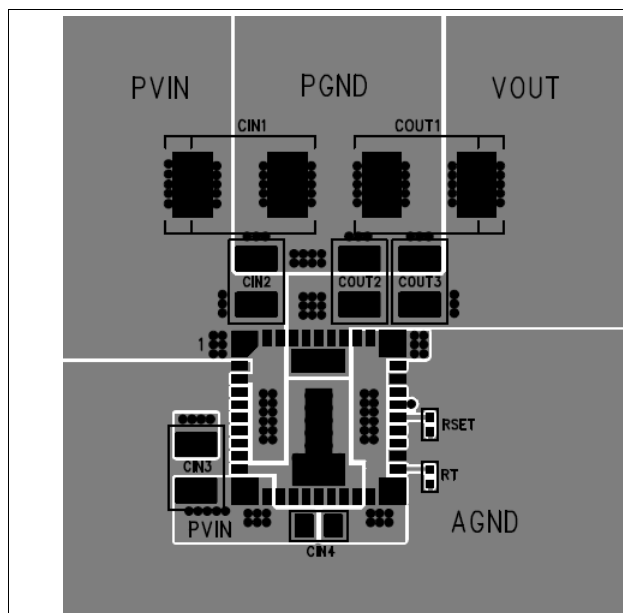 PVIN PGND VOUT
CIN1 COUT1
CIN2 COUT2 COUT3
1
RSET
CIN3
RT
PVIN AGND
CIN4